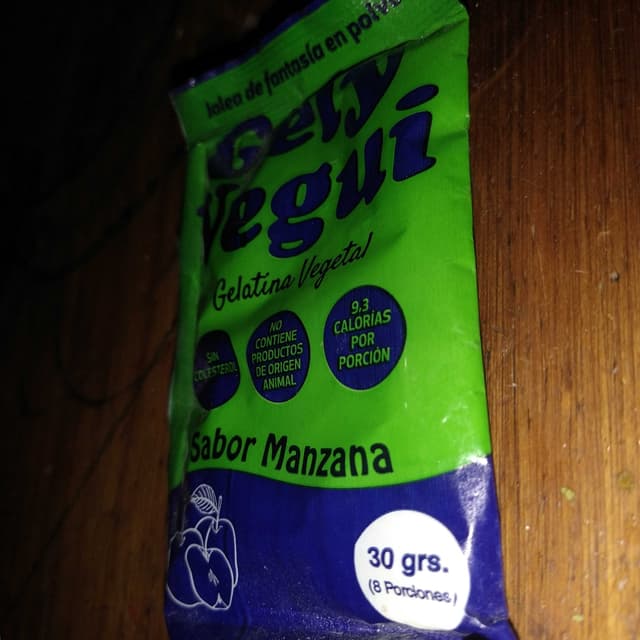 Jalea de fantasía en polvo
Gely
Vegui
Gelatina Vegetal
SIN
COLESTEROL
NO
CONTIENE
PRODUCTOS
DE ORIGEN
ANIMAL
9,3
CALORÍAS
POR
PORCIÓN
Sabor Manzana
30 grs.
(8 Porciones)